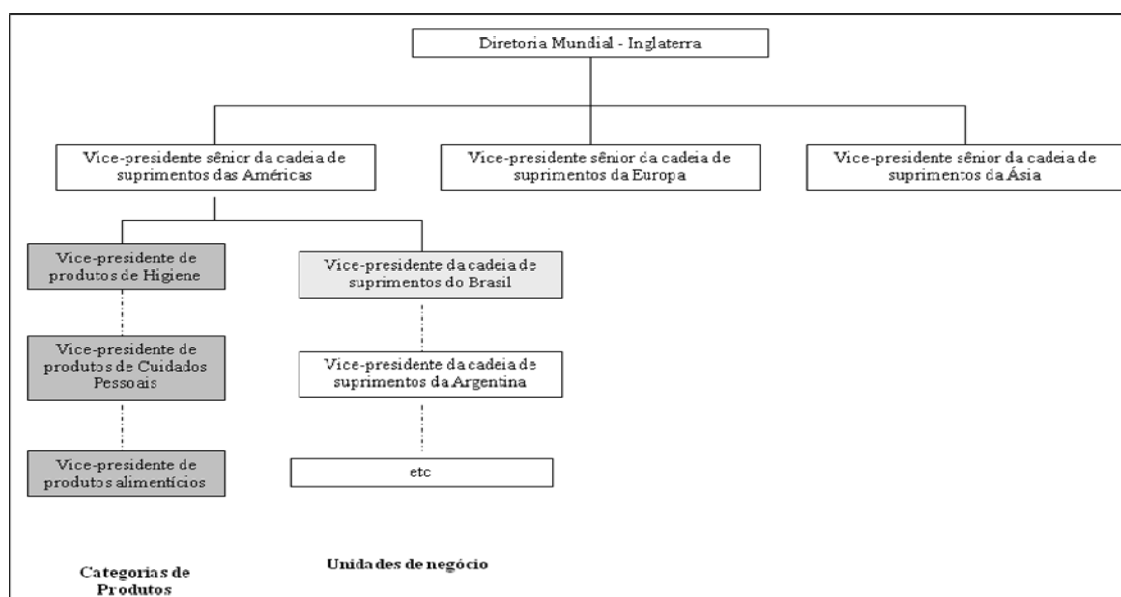 Diretoria Mundial - Inglaterra
Vice-presidente sênior da cadeia de
suprimentos das Américas
Vice-presidente sênior da cadeia de
suprimentos da Europa
Vice-presidente sênior da cadeia de
suprimentos da Ásia
Vice-presidente de
produtos de Higiene
Vice-presidente da cadeia de
suprimentos do Brasil
Vice-presidente de
produtos de Cuidados
Pessoais
Vice-presidente da cadeia de
suprimentos da Argentina
Vice-presidente de
produtos alimentícios
etc
Categorias de
Produtos
Unidades de negócio